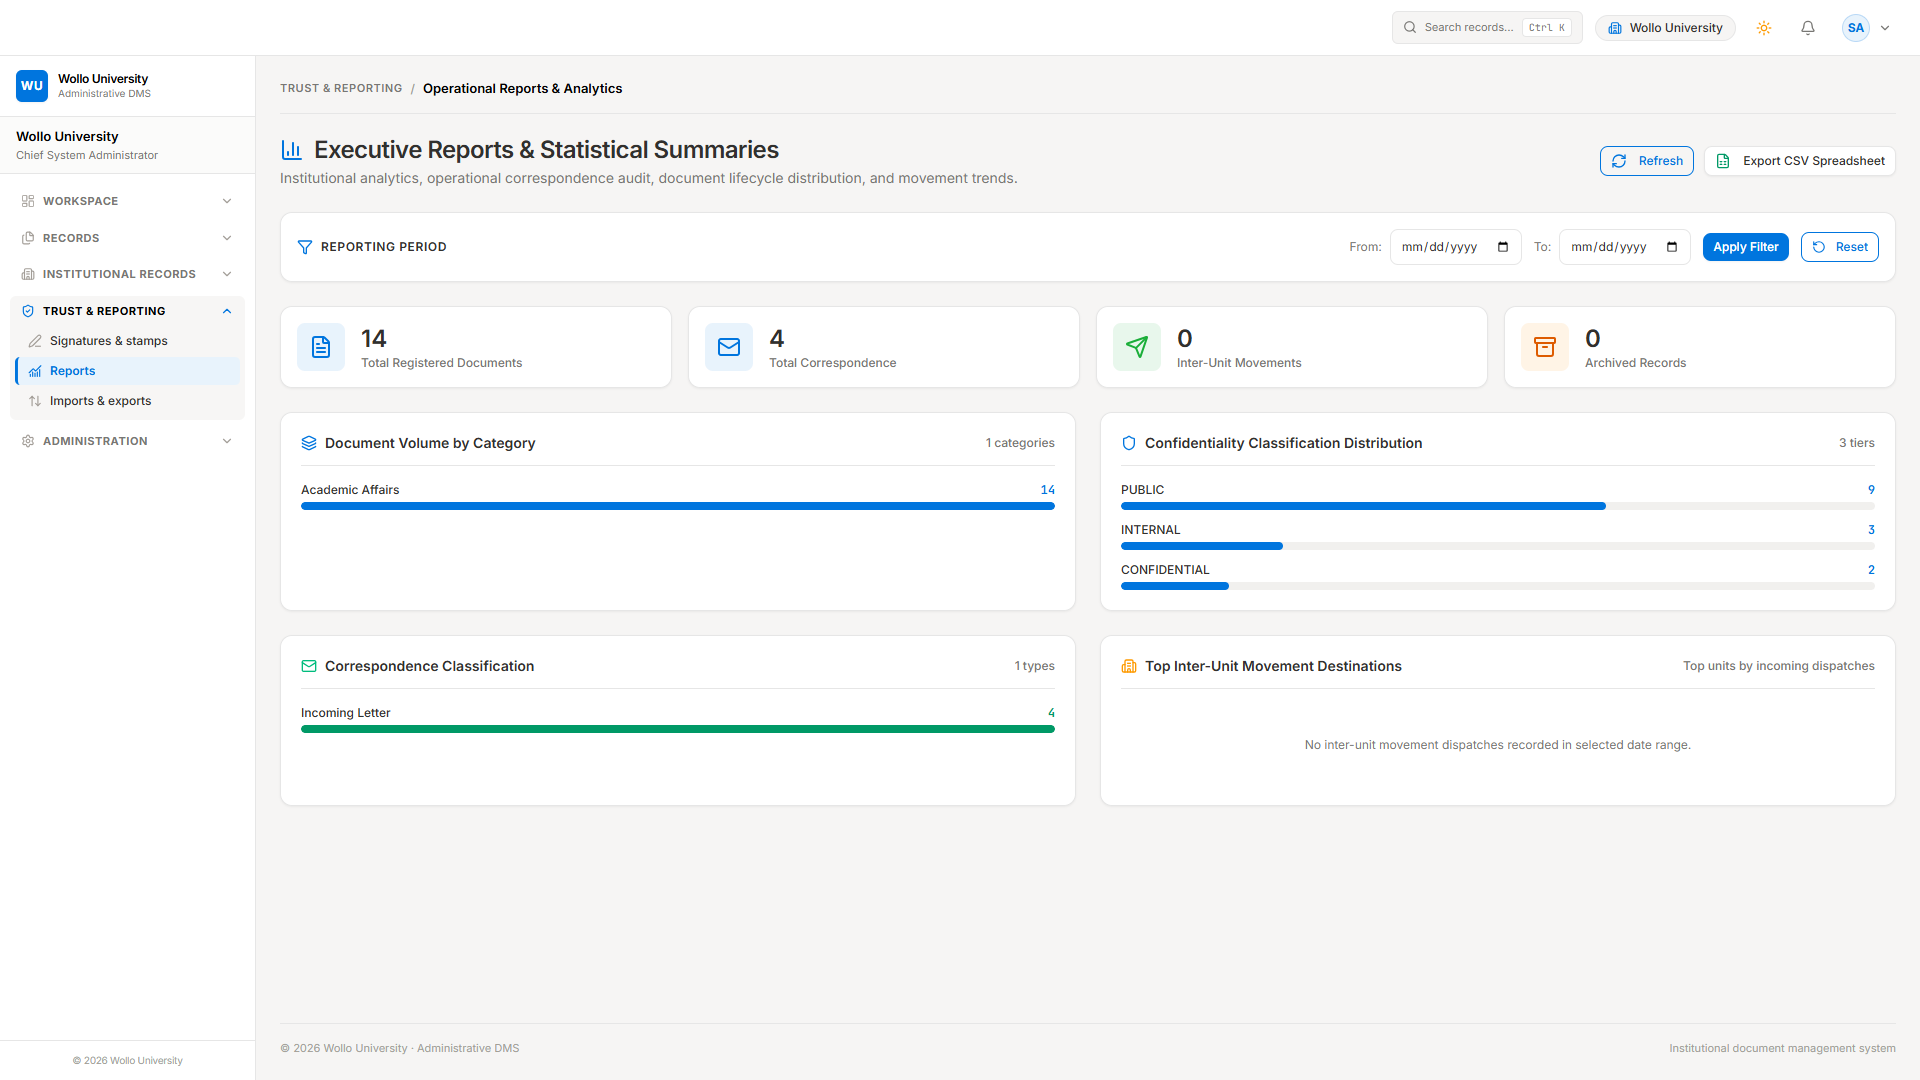 Search records... Ctrl K Wollo University SA
WU Wollo University
Administrative DMS
Wollo University
Chief System Administrator
WORKSPACE
RECORDS
INSTITUTIONAL RECORDS
TRUST & REPORTING
Signatures & stamps
Reports
Imports & exports
ADMINISTRATION
© 2026 Wollo University
TRUST & REPORTING / Operational Reports & Analytics
Executive Reports & Statistical Summaries
Institutional analytics, operational correspondence audit, document lifecycle distribution, and movement trends.
Refresh Export CSV Spreadsheet
REPORTING PERIOD From: mm/dd/yyyy To: mm/dd/yyyy Apply Filter Reset
14
Total Registered Documents
4
Total Correspondence
0
Inter-Unit Movements
0
Archived Records
Document Volume by Category 1 categories
Academic Affairs 14
Confidentiality Classification Distribution 3 tiers
PUBLIC 9
INTERNAL 3
CONFIDENTIAL 2
Correspondence Classification 1 types
Incoming Letter 4
Top Inter-Unit Movement Destinations Top units by incoming dispatches
No inter-unit movement dispatches recorded in selected date range.
© 2026 Wollo University · Administrative DMS Institutional document management system